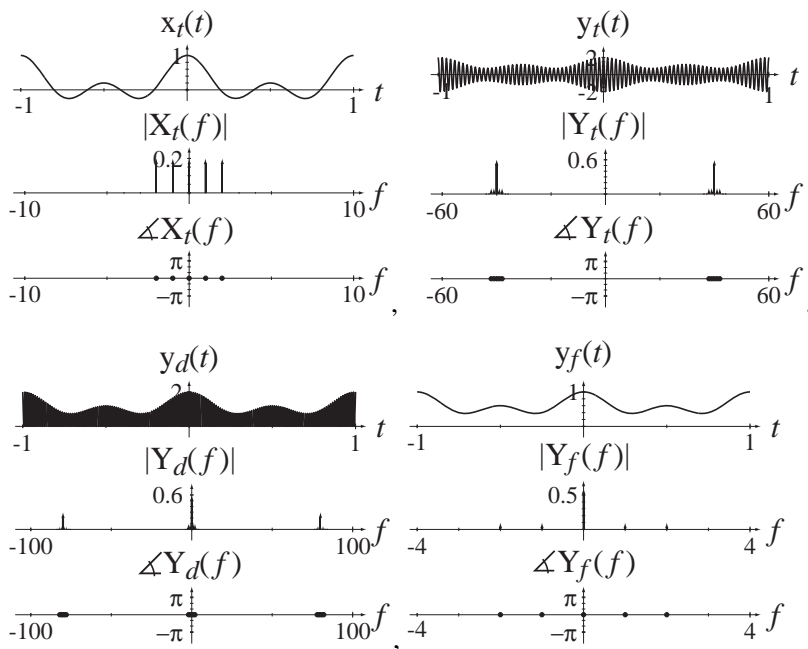 x_t(t)
1
-1 1 t
|X_t(f)|
0.2
-10 10 f
∡X_t(f)
π
-10 10 f
-π
,
y_t(t)
2
-1 1 t
-2
|Y_t(f)|
0.6
-60 60 f
∡Y_t(f)
π
-60 60 f
-π
.
y_d(t)
2
-1 1 t
|Y_d(f)|
0.6
-100 100 f
∡Y_d(f)
π
-100 100 f
-π
,
y_f(t)
1
-1 1 t
|Y_f(f)|
0.5
-4 4 f
∡Y_f(f)
π
-4 4 f
-π